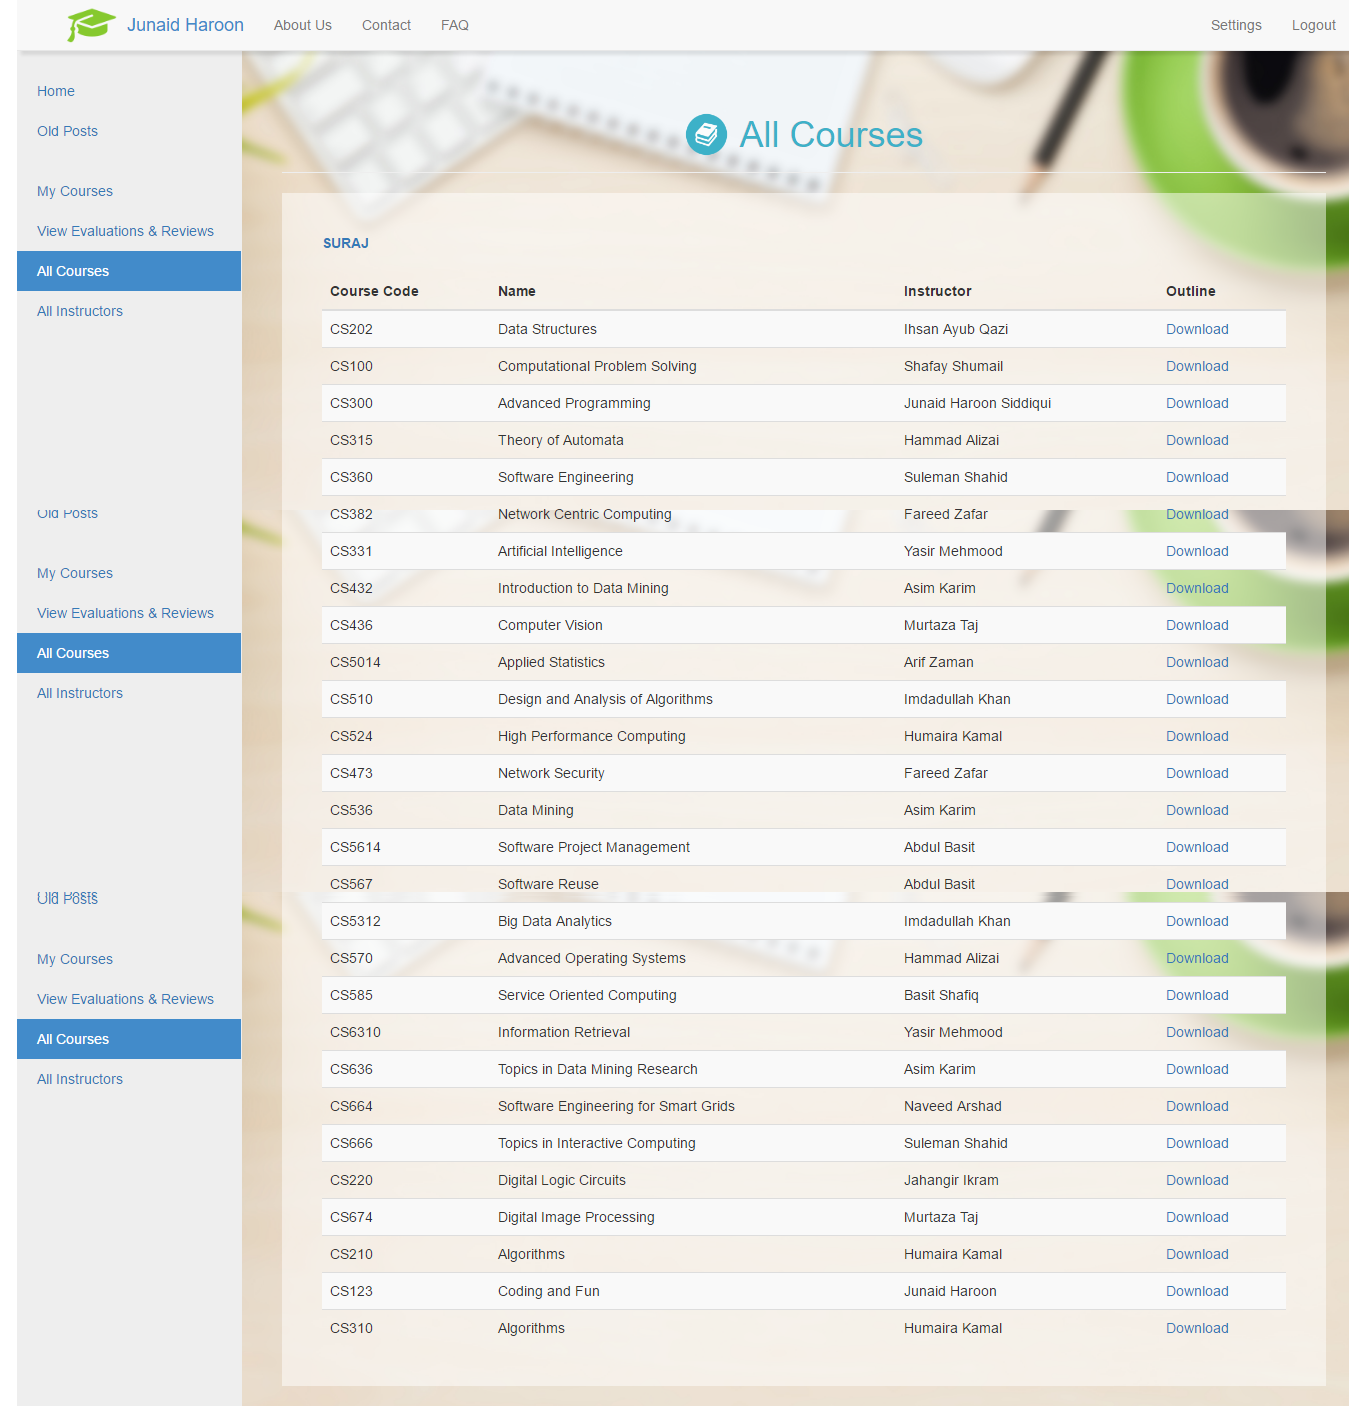 Junaid Haroon About Us Contact FAQ Settings Logout
Home
Old Posts
My Courses
View Evaluations & Reviews
All Courses
All Instructors
All Courses
SURAJ
Course Code Name Instructor Outline
CS202 Data Structures Ihsan Ayub Qazi Download
CS100 Computational Problem Solving Shafay Shumail Download
CS300 Advanced Programming Junaid Haroon Siddiqui Download
CS315 Theory of Automata Hammad Alizai Download
CS360 Software Engineering Suleman Shahid Download
CS382 Network Centric Computing Fareed Zafar Download
CS331 Artificial Intelligence Yasir Mehmood Download
CS432 Introduction to Data Mining Asim Karim Download
CS436 Computer Vision Murtaza Taj Download
CS5014 Applied Statistics Arif Zaman Download
CS510 Design and Analysis of Algorithms Imdadullah Khan Download
CS524 High Performance Computing Humaira Kamal Download
CS473 Network Security Fareed Zafar Download
CS536 Data Mining Asim Karim Download
CS5614 Software Project Management Abdul Basit Download
CS567 Software Reuse Abdul Basit Download
CS5312 Big Data Analytics Imdadullah Khan Download
CS570 Advanced Operating Systems Hammad Alizai Download
CS585 Service Oriented Computing Basit Shafiq Download
CS6310 Information Retrieval Yasir Mehmood Download
CS636 Topics in Data Mining Research Asim Karim Download
CS664 Software Engineering for Smart Grids Naveed Arshad Download
CS666 Topics in Interactive Computing Suleman Shahid Download
CS220 Digital Logic Circuits Jahangir Ikram Download
CS674 Digital Image Processing Murtaza Taj Download
CS210 Algorithms Humaira Kamal Download
CS123 Coding and Fun Junaid Haroon Download
CS310 Algorithms Humaira Kamal Download
Old Posts
My Courses
View Evaluations & Reviews
All Courses
All Instructors
Old Posts
My Courses
View Evaluations & Reviews
All Courses
All Instructors